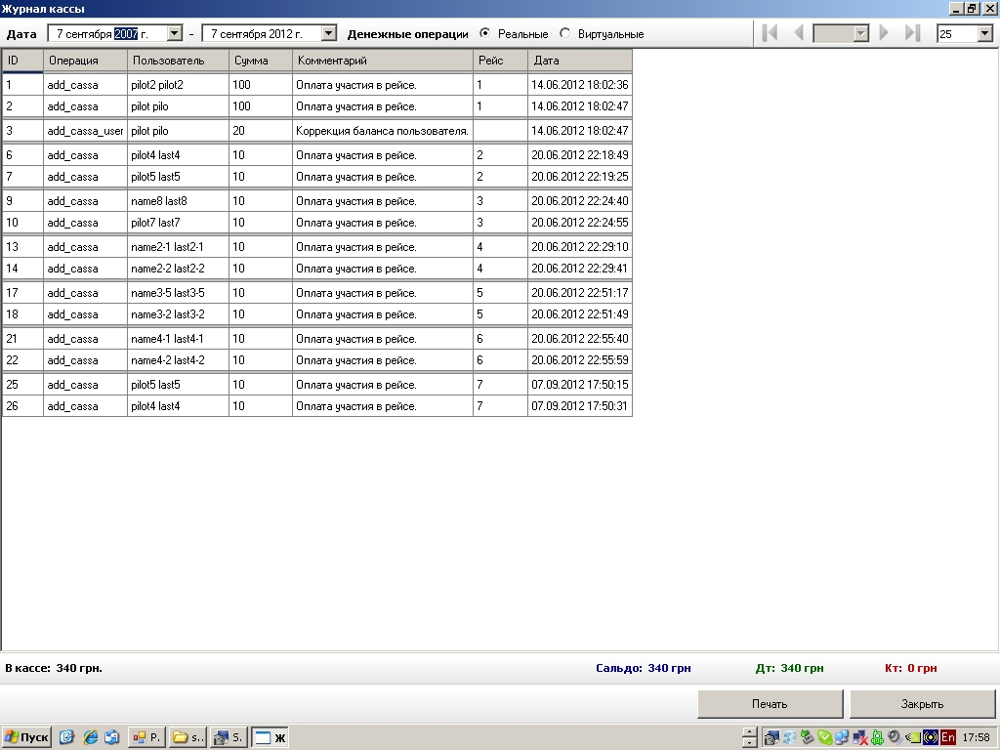 Журнал кассы
Дата 7 сентября 2007 г. - 7 сентября 2012 г. Денежные операции Реальные Виртуальные 25
ID Операция Пользователь Сумма Комментарий Рейс Дата
1 add_cassa pilot2 pilot2 100 Оплата участия в рейсе. 1 14.06.2012 18:02:36
2 add_cassa pilot pilo 100 Оплата участия в рейсе. 1 14.06.2012 18:02:47
3 add_cassa_user pilot pilo 20 Коррекция баланса пользователя. 14.06.2012 18:02:47
6 add_cassa pilot4 last4 10 Оплата участия в рейсе. 2 20.06.2012 22:18:49
7 add_cassa pilot5 last5 10 Оплата участия в рейсе. 2 20.06.2012 22:19:25
9 add_cassa name8 last8 10 Оплата участия в рейсе. 3 20.06.2012 22:24:40
10 add_cassa pilot7 last7 10 Оплата участия в рейсе. 3 20.06.2012 22:24:55
13 add_cassa name2-1 last2-1 10 Оплата участия в рейсе. 4 20.06.2012 22:29:10
14 add_cassa name2-2 last2-2 10 Оплата участия в рейсе. 4 20.06.2012 22:29:41
17 add_cassa name3-5 last3-5 10 Оплата участия в рейсе. 5 20.06.2012 22:51:17
18 add_cassa name3-2 last3-2 10 Оплата участия в рейсе. 5 20.06.2012 22:51:49
21 add_cassa name4-1 last4-1 10 Оплата участия в рейсе. 6 20.06.2012 22:55:40
22 add_cassa name4-2 last4-2 10 Оплата участия в рейсе. 6 20.06.2012 22:55:59
25 add_cassa pilot5 last5 10 Оплата участия в рейсе. 7 07.09.2012 17:50:15
26 add_cassa pilot4 last4 10 Оплата участия в рейсе. 7 07.09.2012 17:50:31
В кассе: 340 грн. Сальдо: 340 грн Дт: 340 грн Кт: 0 грн
Печать Закрыть
Пуск P. s.. S. Ж En 17:58